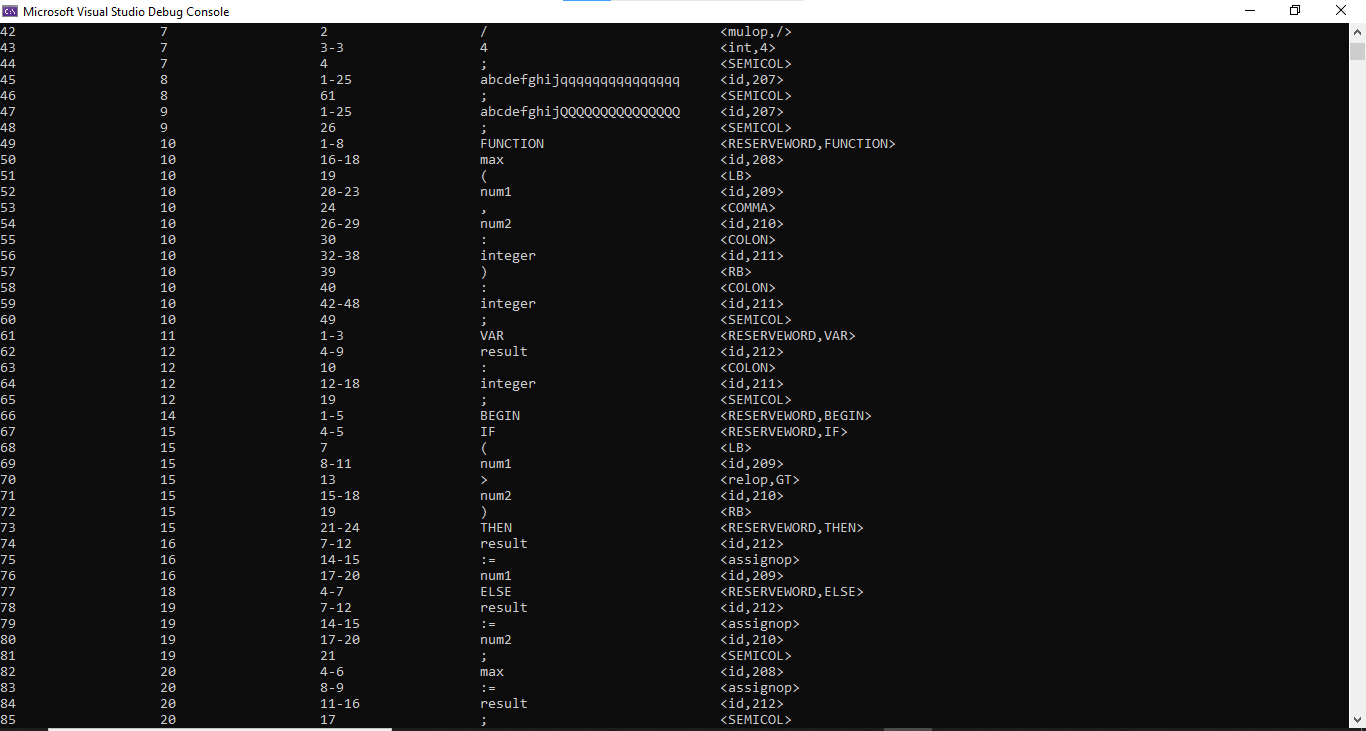 Microsoft Visual Studio Debug Console
42 7 2 / <mulop,/>
43 7 3-3 4 <int,4>
44 7 4 ; <SEMICOL>
45 8 1-25 abcdefghijqqqqqqqqqqqqqqq <id,207>
46 8 61 ; <SEMICOL>
47 9 1-25 abcdefghijQQQQQQQQQQQQQQQ <id,207>
48 9 26 ; <SEMICOL>
49 10 1-8 FUNCTION <RESERVEWORD,FUNCTION>
50 10 16-18 max <id,208>
51 10 19 ( <LB>
52 10 20-23 num1 <id,209>
53 10 24 , <COMMA>
54 10 26-29 num2 <id,210>
55 10 30 : <COLON>
56 10 32-38 integer <id,211>
57 10 39 ) <RB>
58 10 40 : <COLON>
59 10 42-48 integer <id,211>
60 10 49 ; <SEMICOL>
61 11 1-3 VAR <RESERVEWORD,VAR>
62 12 4-9 result <id,212>
63 12 10 : <COLON>
64 12 12-18 integer <id,211>
65 12 19 ; <SEMICOL>
66 14 1-5 BEGIN <RESERVEWORD,BEGIN>
67 15 4-5 IF <RESERVEWORD,IF>
68 15 7 ( <LB>
69 15 8-11 num1 <id,209>
70 15 13 > <relop,GT>
71 15 15-18 num2 <id,210>
72 15 19 ) <RB>
73 15 21-24 THEN <RESERVEWORD,THEN>
74 16 7-12 result <id,212>
75 16 14-15 := <assignop>
76 16 17-20 num1 <id,209>
77 18 4-7 ELSE <RESERVEWORD,ELSE>
78 19 7-12 result <id,212>
79 19 14-15 := <assignop>
80 19 17-20 num2 <id,210>
81 19 21 ; <SEMICOL>
82 20 4-6 max <id,208>
83 20 8-9 := <assignop>
84 20 11-16 result <id,212>
85 20 17 ; <SEMICOL>